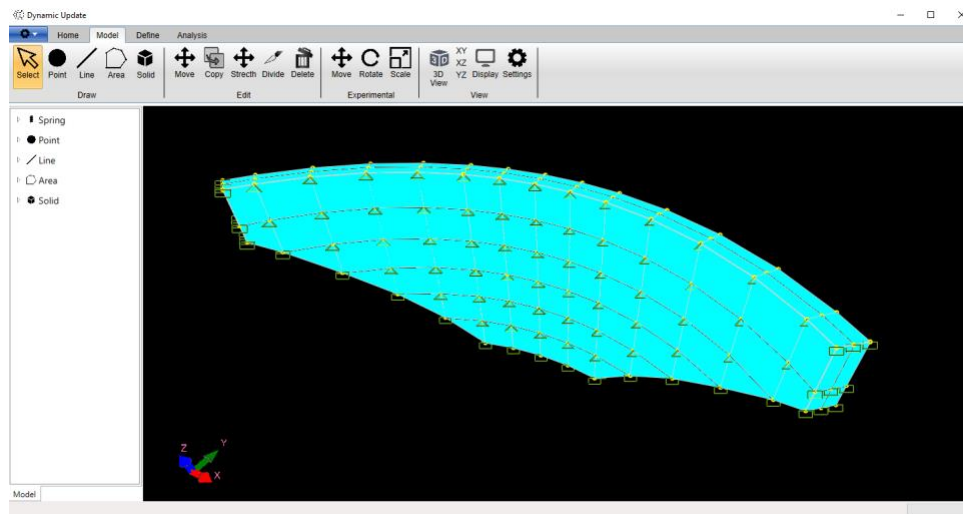 Dynamic Update
Home Model Define Analysis
Select Point Line Area Solid Move Copy Strecth Divide Delete Move Rotate Scale 3D View XY XZ YZ Display Settings
Draw Edit Experimental View
Spring
Point
Line
Area
Solid
Z Y X
Model